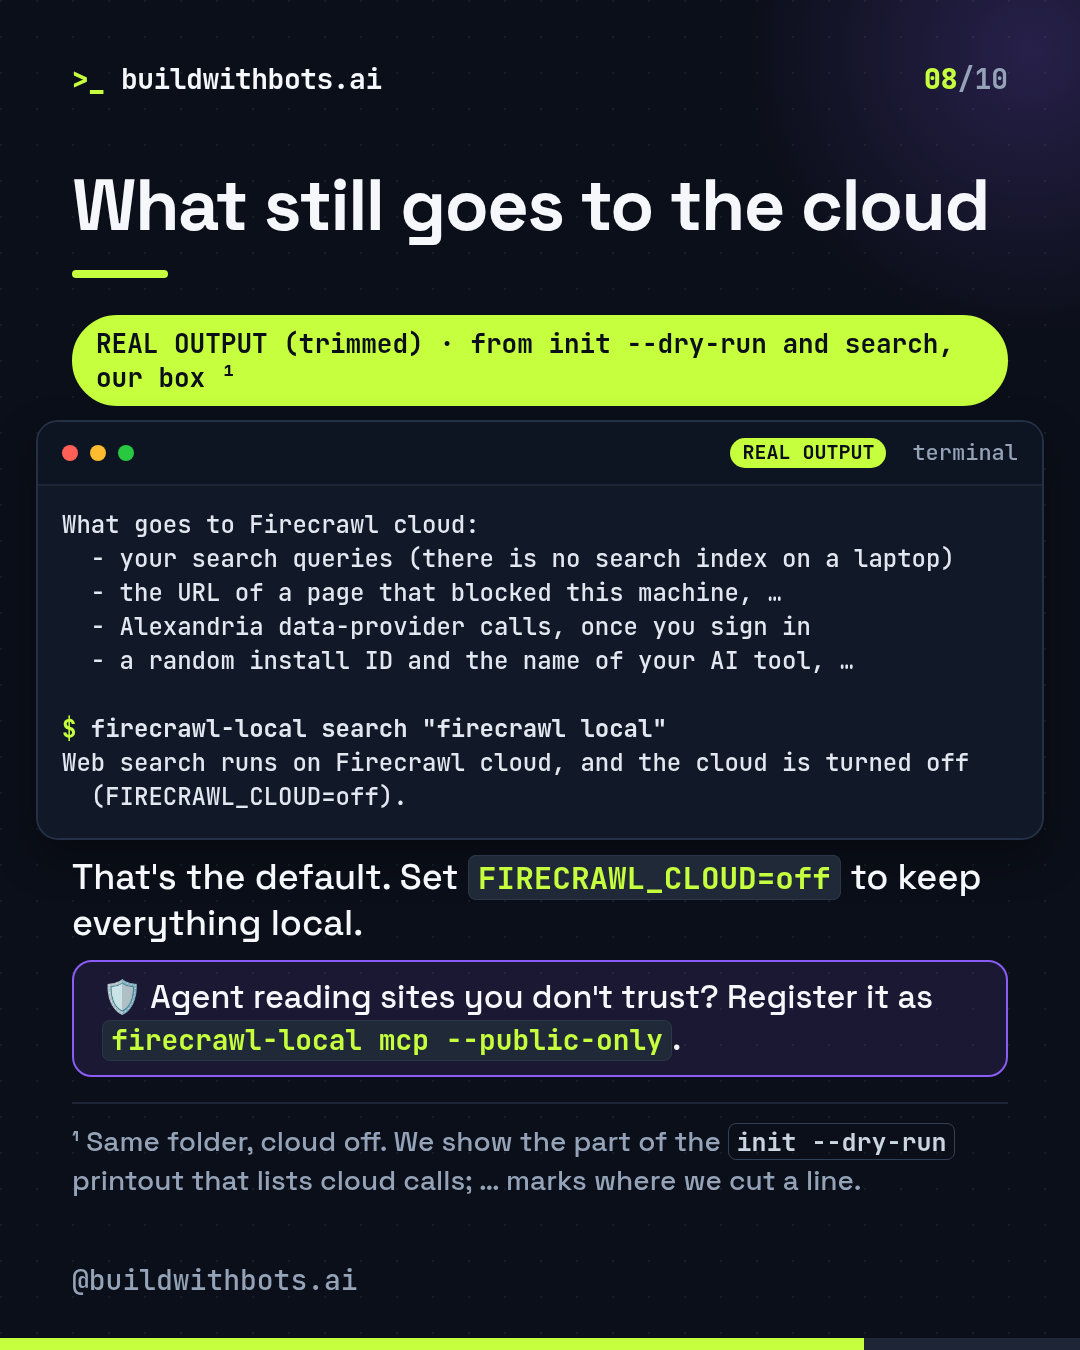 >_ buildwithbots.ai
08/10
What still goes to the cloud
REAL OUTPUT (trimmed) · from init --dry-run and search,
our box ¹
REAL OUTPUT terminal
What goes to Firecrawl cloud:
- your search queries (there is no search index on a laptop)
- the URL of a page that blocked this machine, …
- Alexandria data-provider calls, once you sign in
- a random install ID and the name of your AI tool, …
$ firecrawl-local search "firecrawl local"
Web search runs on Firecrawl cloud, and the cloud is turned off
(FIRECRAWL_CLOUD=off).
That's the default. Set FIRECRAWL_CLOUD=off to keep
everything local.
🛡️ Agent reading sites you don't trust? Register it as
firecrawl-local mcp --public-only.
¹ Same folder, cloud off. We show the part of the init --dry-run
printout that lists cloud calls; … marks where we cut a line.
@buildwithbots.ai